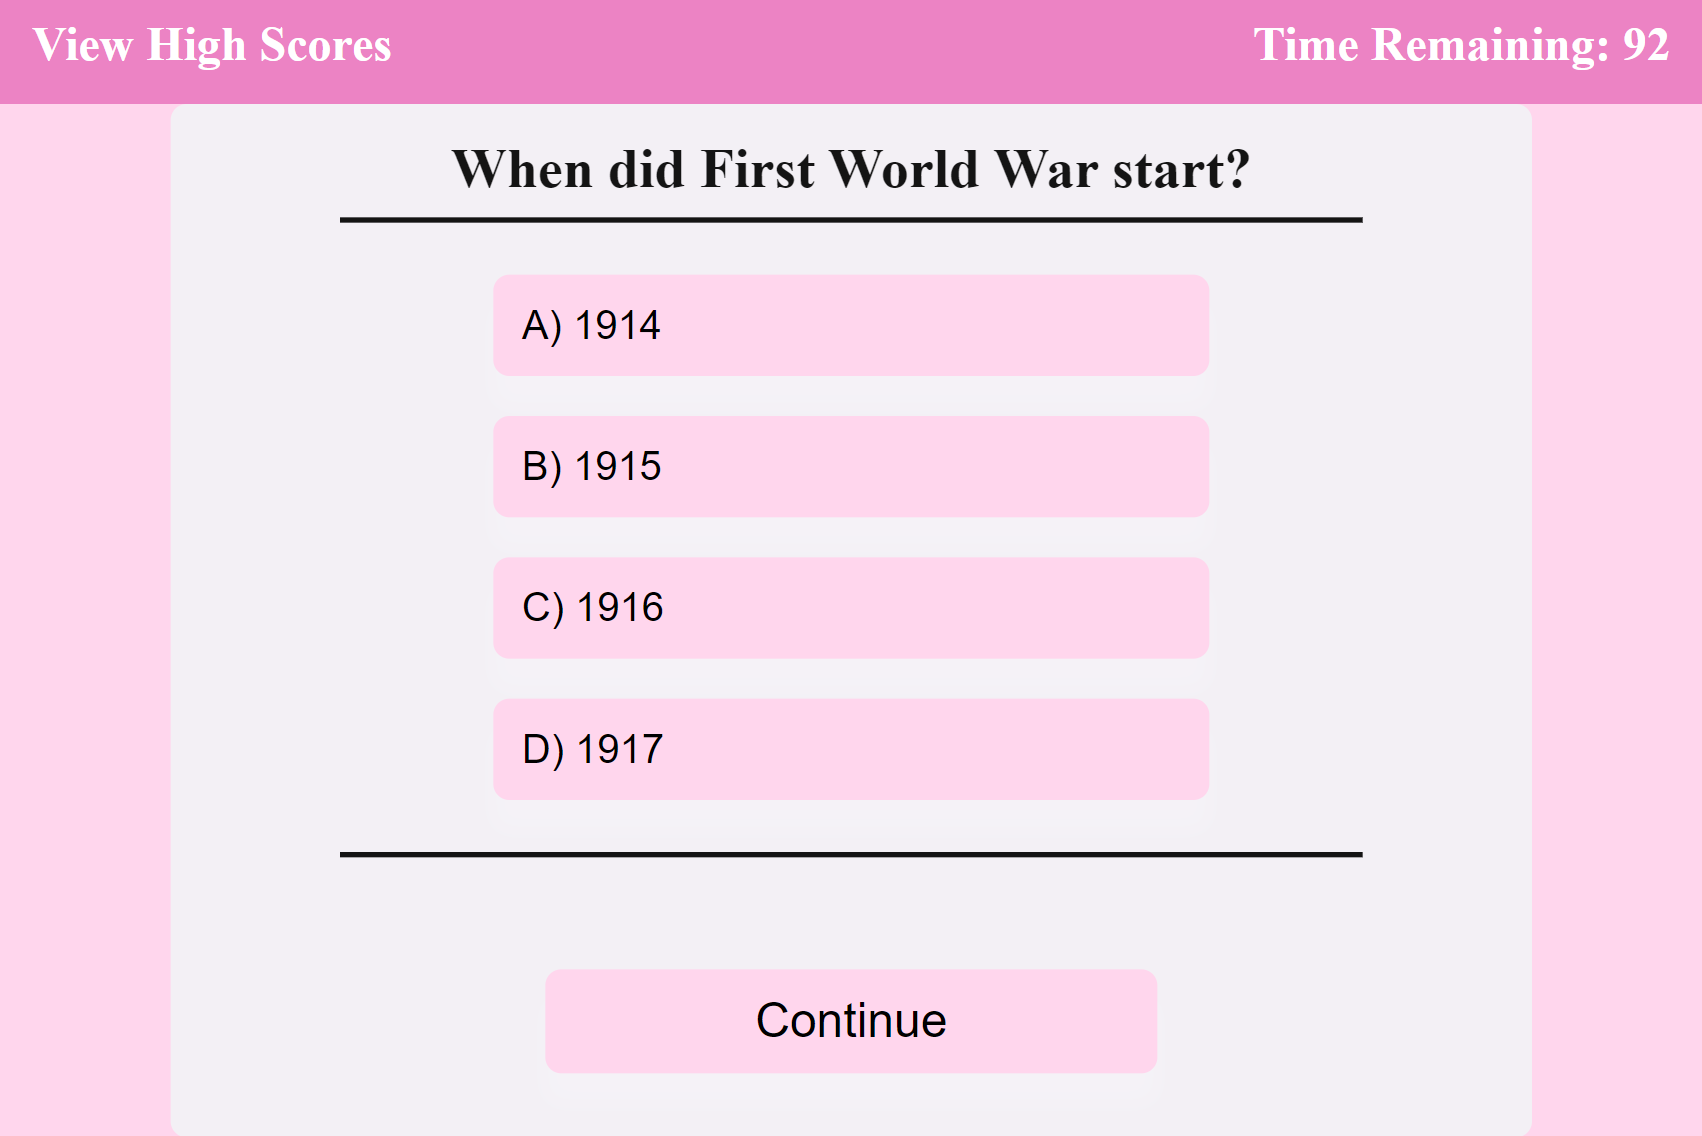 View High Scores
Time Remaining: 92
When did First World War start?
A) 1914
B) 1915
C) 1916
D) 1917
Continue